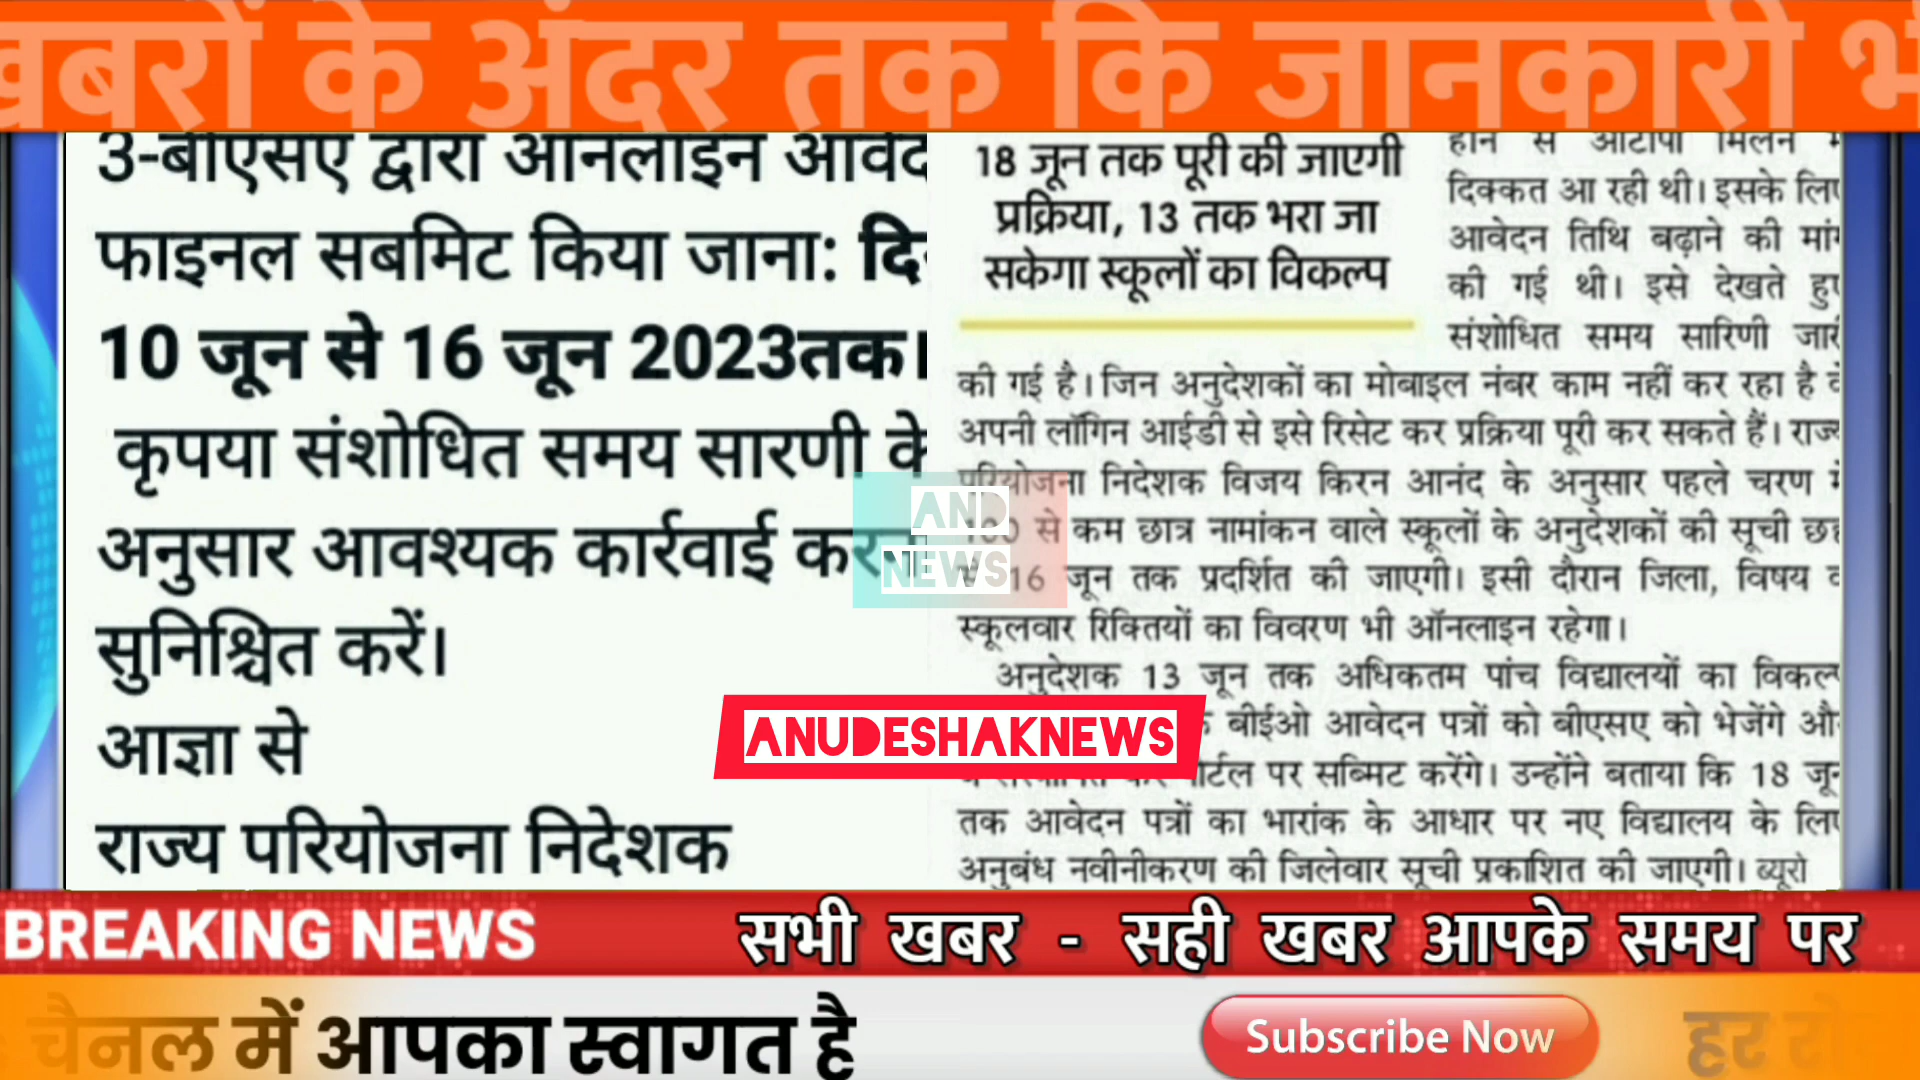 खबरों के अंदर तक कि जानकारी
3-बीएसए द्वारा ऑनलाइन
फाइनल सबमिट किया जाना:
10 जून से 16 जून 2023तक।
कृपया संशोधित समय सारणी के
अनुसार आवश्यक कार्रवाई
सुनिश्चित करें।
आज्ञा से
राज्य परियोजना निदेशक
18 जून तक पूरी की जाएगी
प्रक्रिया, 13 तक भरा जा
सकेगा स्कूलों का विकल्प
होने से ओटीपी मिलने
दिक्कत आ रही थी। इसके लिए
आवेदन तिथि बढ़ाने की मांग
की गई थी। इसे देखते हुए
संशोधित समय सारिणी जारी
की गई है। जिन अनुदेशकों का मोबाइल नंबर काम नहीं कर रहा है
अपनी लॉगिन आईडी से इसे रिसेट कर प्रक्रिया पूरी कर सकते हैं। राज्य
परियोजना निदेशक विजय किरन आनंद के अनुसार पहले चरण
100 से कम छात्र नामांकन वाले स्कूलों के अनुदेशकों की सूची
16 जून तक प्रदर्शित की जाएगी। इसी दौरान जिला, विषय
स्कूलवार रिक्तियों का विवरण भी ऑनलाइन रहेगा।
अनुदेशक 13 जून तक अधिकतम पांच विद्यालयों का विकल्प
बीईओ आवेदन पत्रों को बीएसए को भेजेंगे
पर सब्मिट करेंगे। उन्होंने बताया कि 18 जून
तक आवेदन पत्रों का भारांक के आधार पर नए विद्यालय के लिए
अनुबंध नवीनीकरण की जिलेवार सूची प्रकाशित की जाएगी। ब्यूरो
AND
NEWS
ANUDESHAKNEWS
BREAKING NEWS
सभी खबर - सही खबर आपके समय पर
चैनल में आपका स्वागत है
Subscribe Now
हर